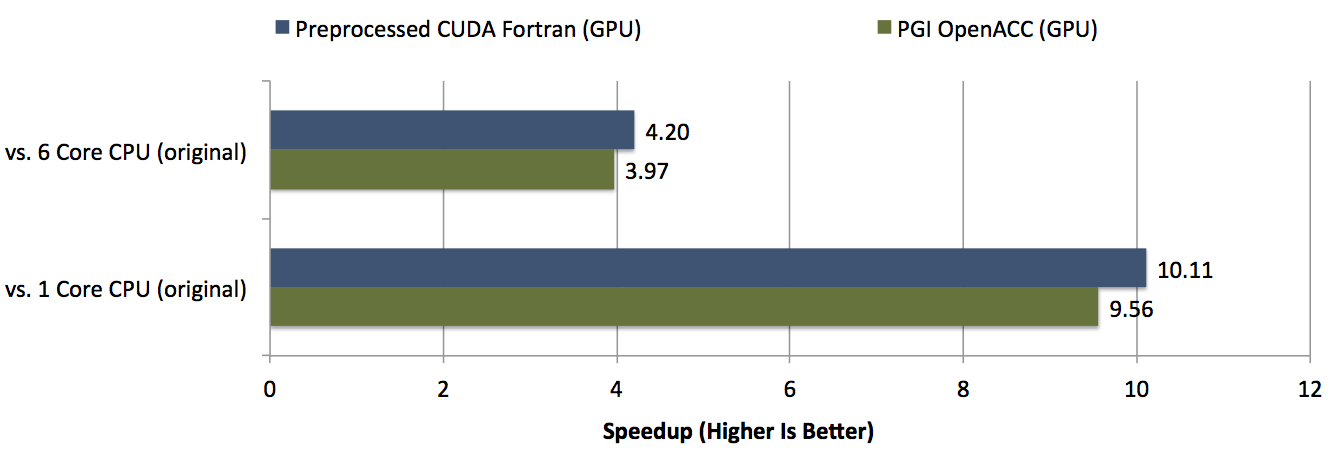 Preprocessed CUDA Fortran (GPU) PGI OpenACC (GPU)
vs. 6 Core CPU (original)
4.20
3.97
vs. 1 Core CPU (original)
10.11
9.56
0 2 4 6 8 10 12
Speedup (Higher Is Better)